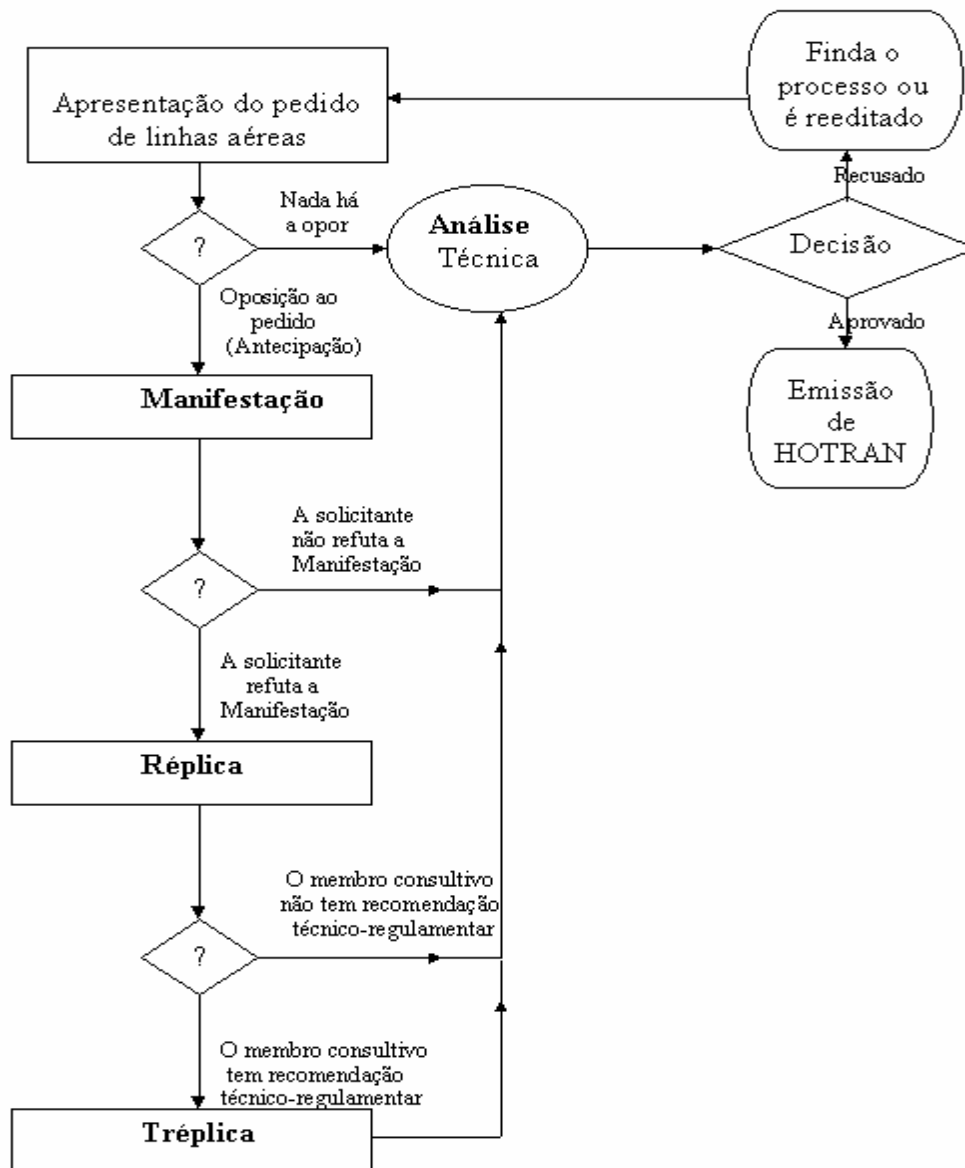 Apresentação do pedido
de linhas aéreas
Finda o
processo ou
é reeditado
Recusado
Nada há
a opor
?
Análise
Técnica
Decisão
Oposição ao
pedido
(Antecipação)
Aprovado
Manifestação
Emissão
de
HOTRAN
A solicitante
não refuta a
Manifestação
?
A solicitante
refuta a
Manifestação
Réplica
O membro consultivo
não tem recomendação
técnico-regulamentar
?
O membro consultivo
tem recomendação
técnico-regulamentar
Tréplica